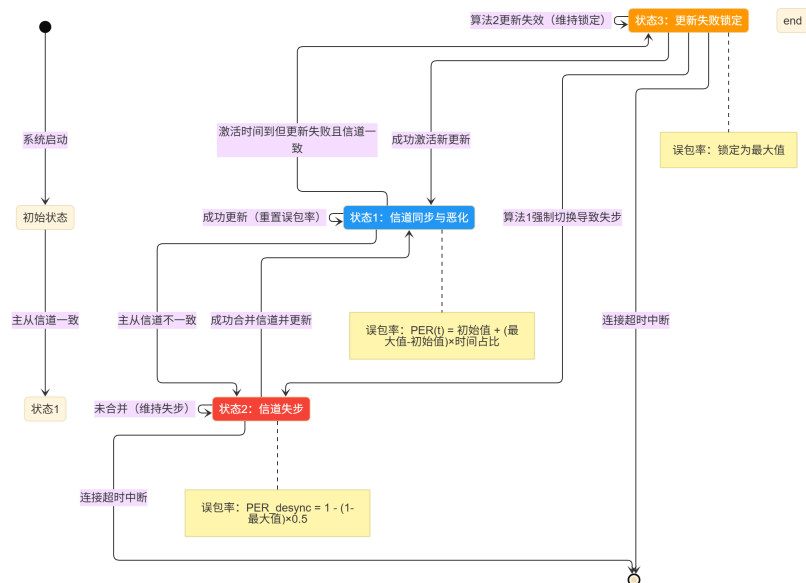 算法2更新失效（维持锁定）
状态3：更新失败锁定
end
系统启动
激活时间到但更新失败且信道一
致
成功激活新更新
误包率：锁定为最大值
初始状态
成功更新（重置误包率）
状态1：信道同步与恶化
算法1强制切换导致失步
主从信道一致
主从信道不一致
成功合并信道并更新
误包率：PER(t) = 初始值 + (最
大值-初始值)×时间占比
连接超时中断
状态1
未合并（维持失步）
状态2：信道失步
连接超时中断
误包率：PER_desync = 1 - (1-
最大值)×0.5